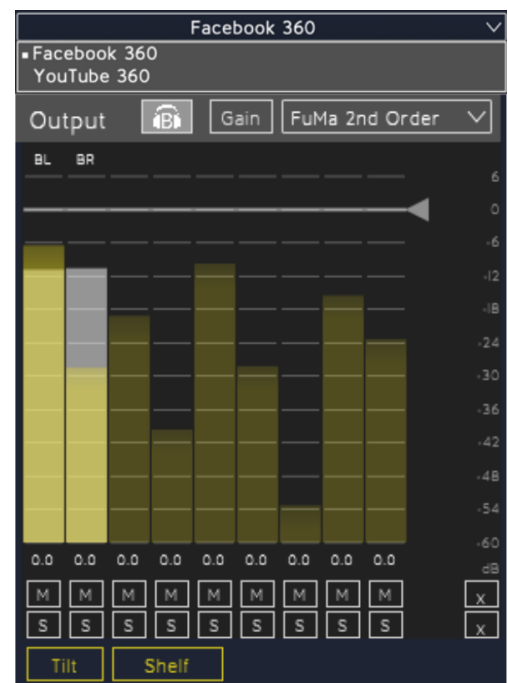 Facebook 360
Facebook 360
YouTube 360
Output B Gain FuMa 2nd Order
BL BR
6
0
-6
-12
-18
-24
-30
-36
-42
-48
-54
-60
0.0 0.0 0.0 0.0 0.0 0.0 0.0 0.0 0.0 dB
M M M M M M M M M x
S S S S S S S S S x
Tilt Shelf